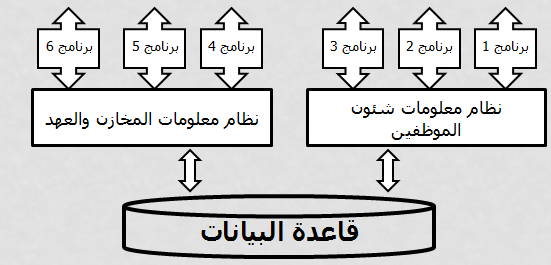 برنامج 1
برنامج 2
برنامج 3
برنامج 4
برنامج 5
برنامج 6
نظام معلومات شئون
الموظفين
نظام معلومات المخازن والعهد
قاعدة البيانات